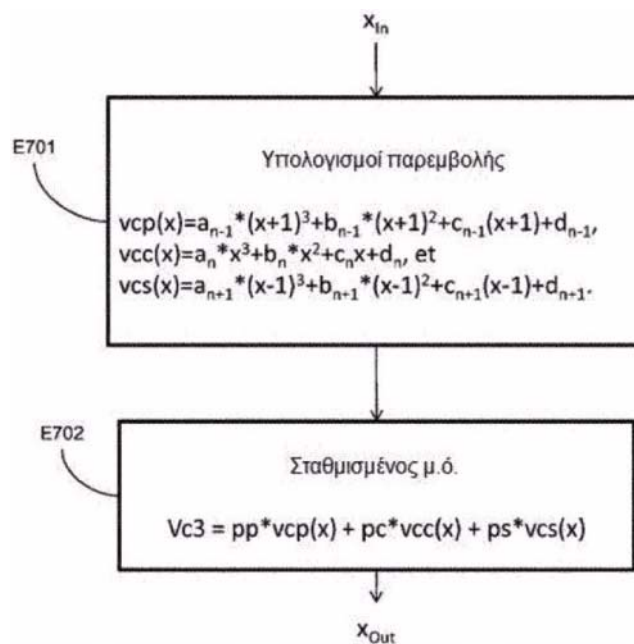 x_In
E701
Υπολογισμοί παρεμβολής
vcp(x)=a_{n-1}*(x+1)³+b_{n-1}*(x+1)²+c_{n-1}(x+1)+d_{n-1},
vcc(x)=a_n*x³+b_n*x²+c_nx+d_n, et
vcs(x)=a_{n+1}*(x-1)³+b_{n+1}*(x-1)²+c_{n+1}(x-1)+d_{n+1}.
E702
Σταθμισμένος μ.ό.
Vc3 = pp*vcp(x) + pc*vcc(x) + ps*vcs(x)
x_Out